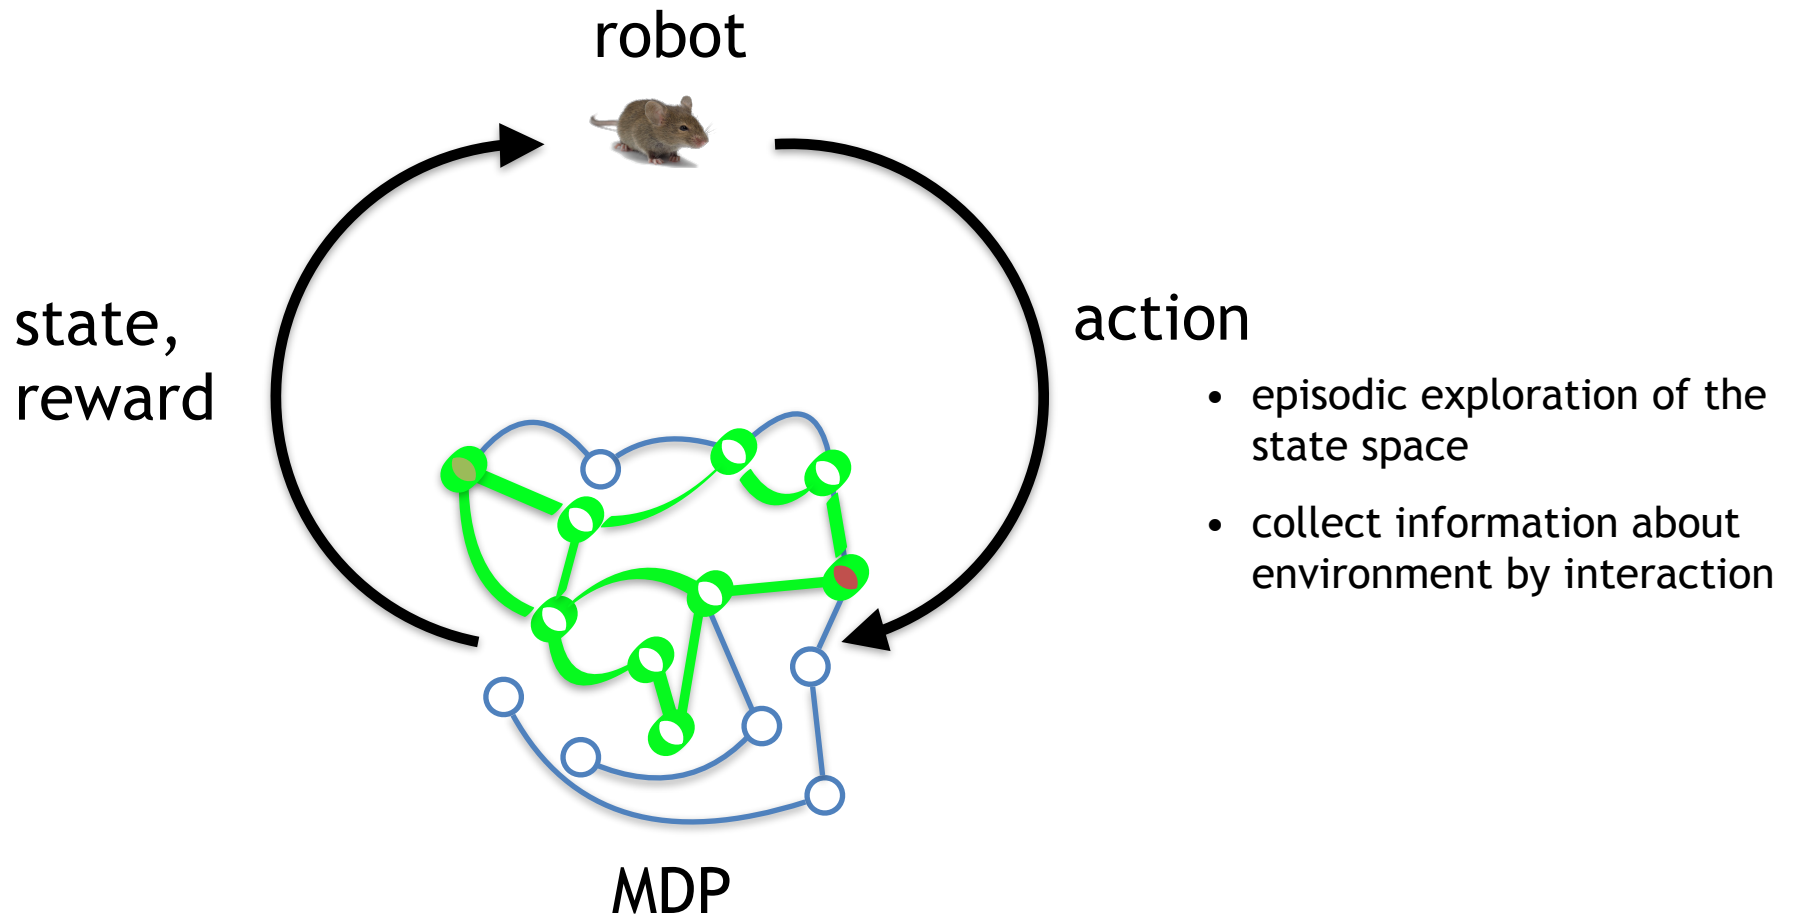 robot
state,
reward
action
• episodic exploration of the
state space
• collect information about
environment by interaction
MDP